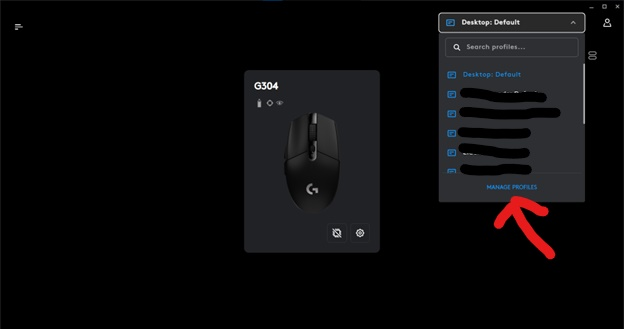 Desktop: Default
Search profiles...
G304
Desktop: Default
MANAGE PROFILES